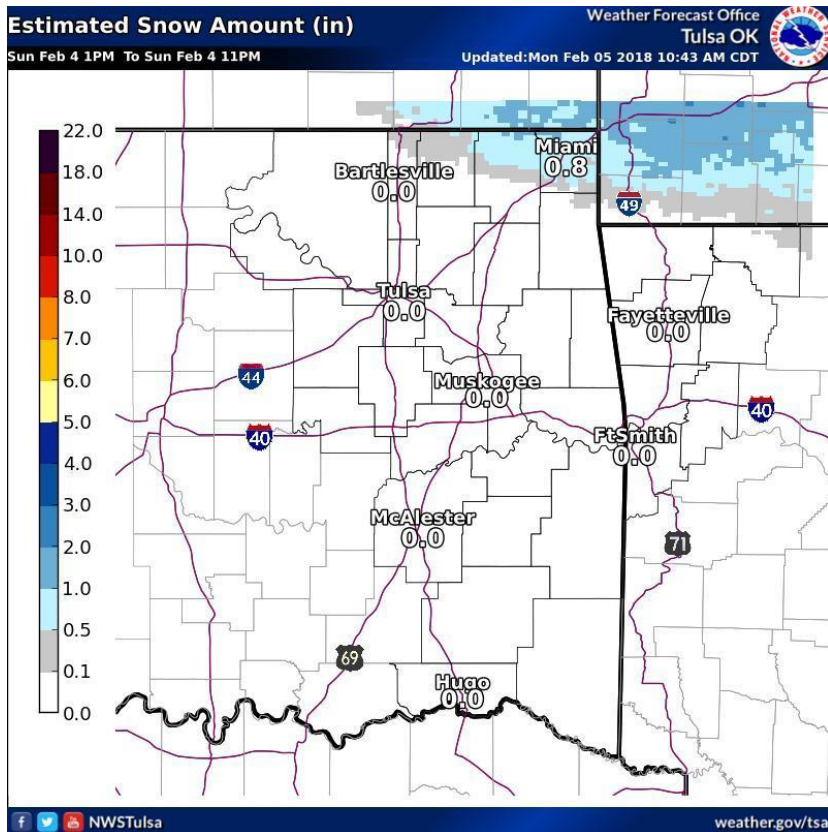 Estimated Snow Amount (in)
Weather Forecast Office
Tulsa OK
Sun Feb 4 1PM To Sun Feb 4 11PM
Updated:Mon Feb 05 2018 10:43 AM CDT
22.0
18.0
14.0
10.0
8.0
7.0
6.0
5.0
4.0
3.0
2.0
1.0
0.5
0.1
0.0
Miami
0.8
Bartlesville
0.0
49
Tulsa
0.0
Fayetteville
0.0
44
Muskogee
0.0
40
40
FtSmith
0.0
McAlester
0.0
71
69
Hugo
0.0
NWSTulsa
weather.gov/tsa